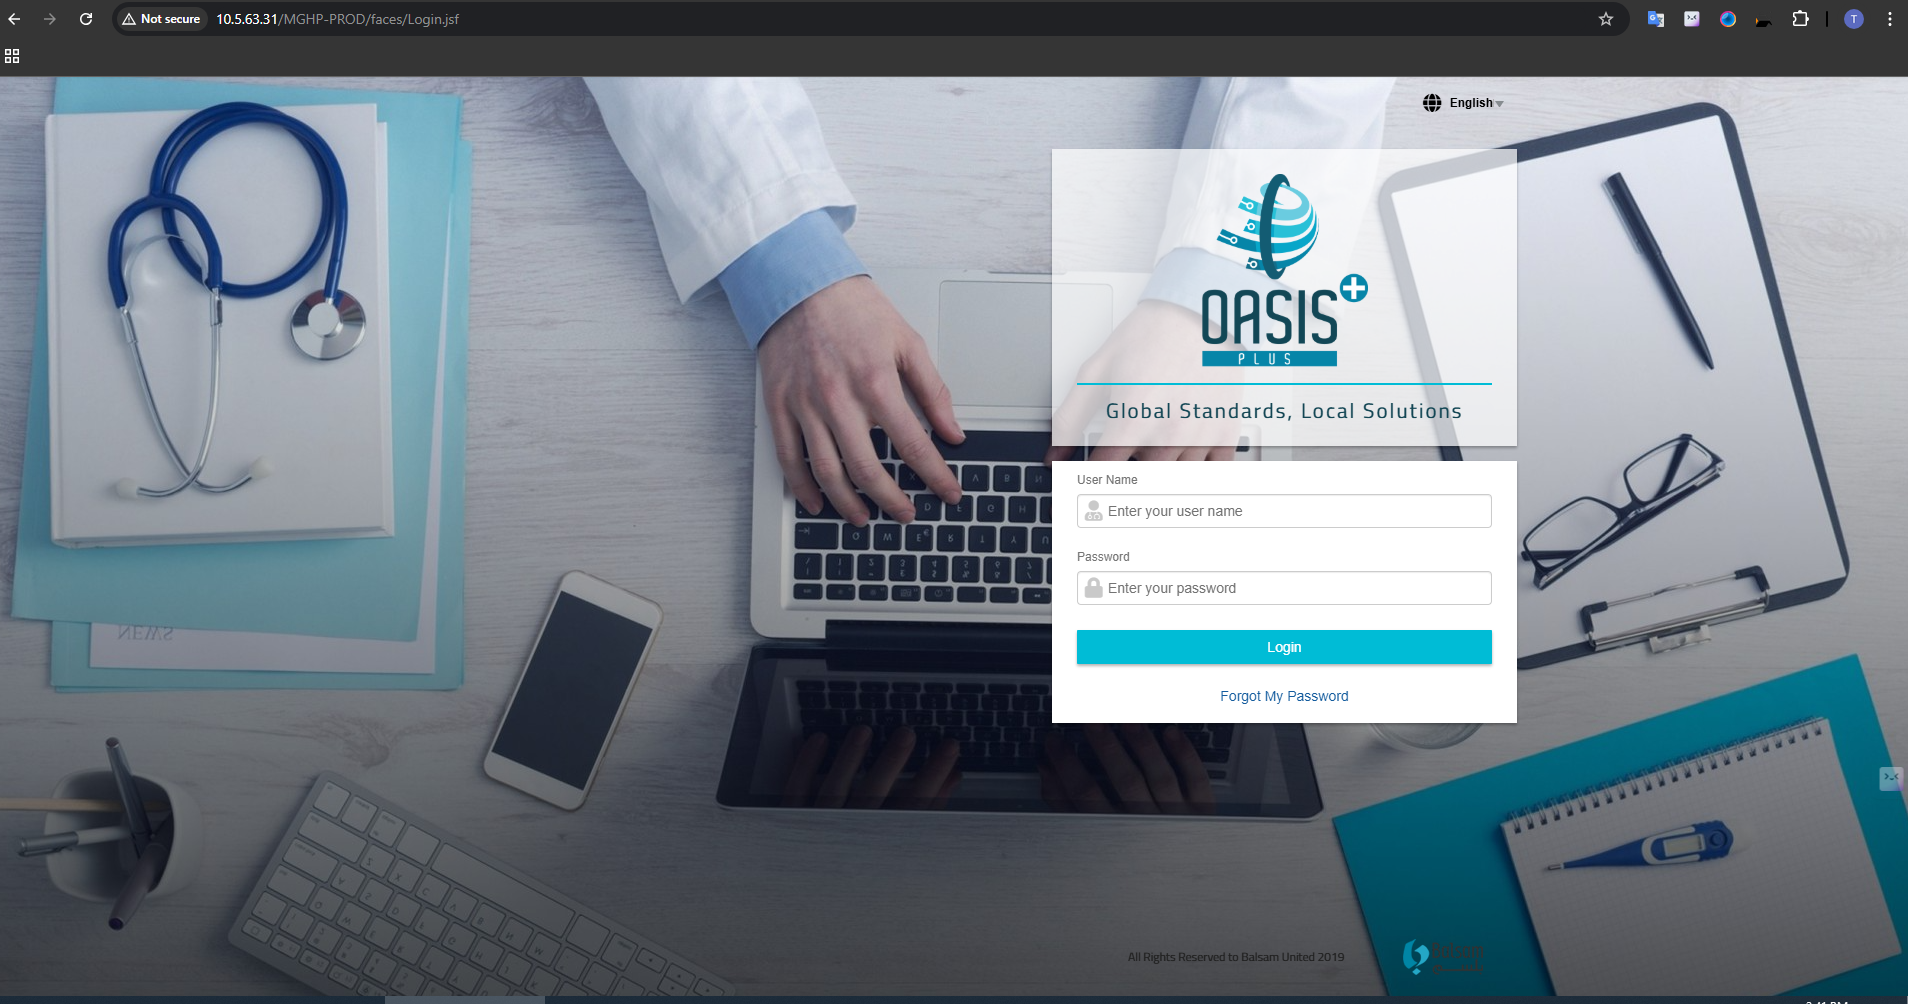 Not secure
10.5.63.31/MGHP-PROD/faces/Login.jsf
T
English
OASIS
PLUS
Global Standards, Local Solutions
User Name
Enter your user name
Password
Enter your password
Login
Forgot My Password
NEWS
All Rights Reserved to Balsam United 2019